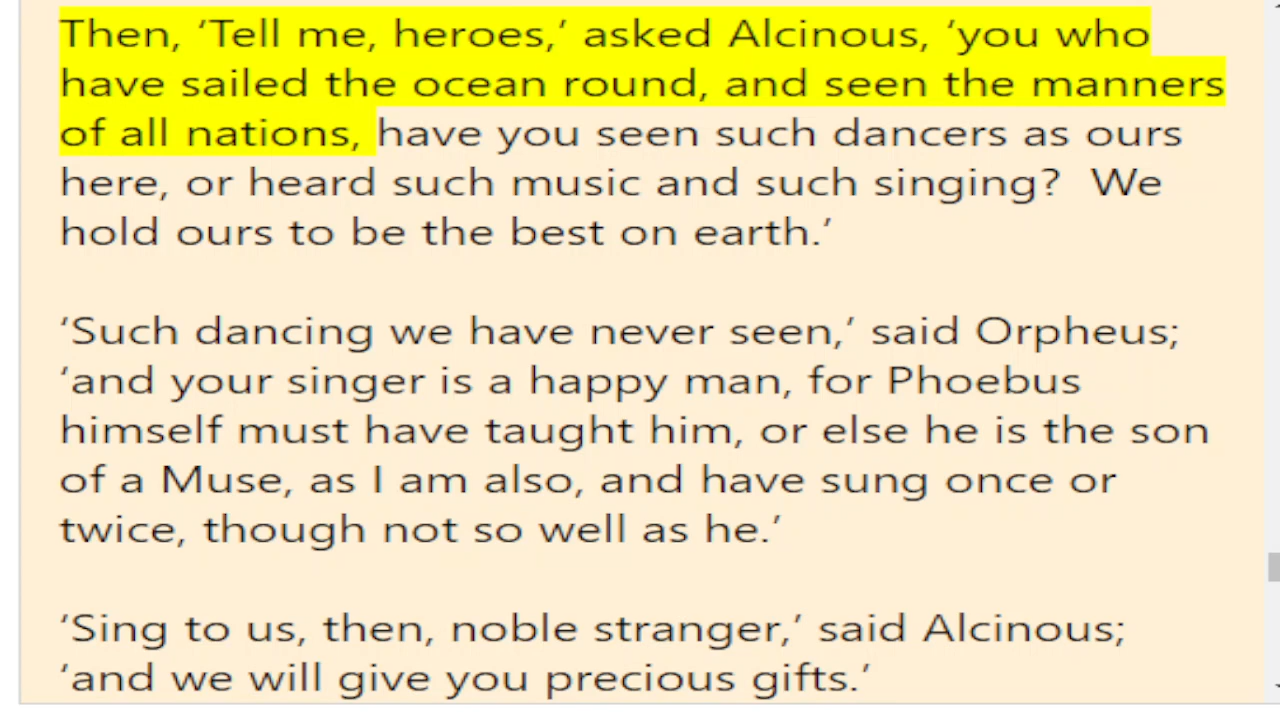 Then, ‘Tell me, heroes,’ asked Alcinous, ‘you who
have sailed the ocean round, and seen the manners
of all nations, have you seen such dancers as ours
here, or heard such music and such singing?  We
hold ours to be the best on earth.’
‘Such dancing we have never seen,’ said Orpheus;
‘and your singer is a happy man, for Phoebus
himself must have taught him, or else he is the son
of a Muse, as I am also, and have sung once or
twice, though not so well as he.’
‘Sing to us, then, noble stranger,’ said Alcinous;
‘and we will give you precious gifts.’